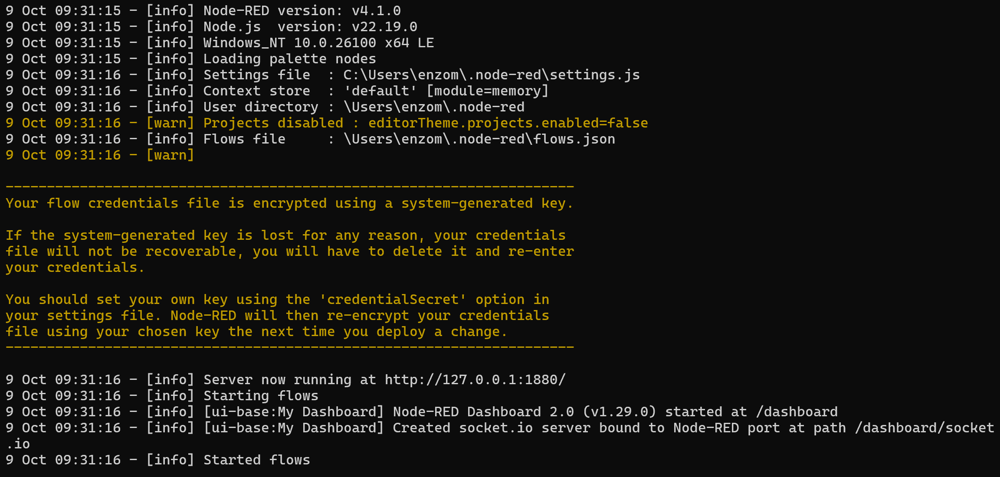 9 Oct 09:31:15 - [info] Node-RED version: v4.1.0
9 Oct 09:31:15 - [info] Node.js  version: v22.19.0
9 Oct 09:31:15 - [info] Windows_NT 10.0.26100 x64 LE
9 Oct 09:31:15 - [info] Loading palette nodes
9 Oct 09:31:16 - [info] Settings file  : C:\Users\enzom\.node-red\settings.js
9 Oct 09:31:16 - [info] Context store  : 'default' [module=memory]
9 Oct 09:31:16 - [info] User directory : \Users\enzom\.node-red
9 Oct 09:31:16 - [warn] Projects disabled : editorTheme.projects.enabled=false
9 Oct 09:31:16 - [info] Flows file     : \Users\enzom\.node-red\flows.json
9 Oct 09:31:16 - [warn]
---------------------------------------------------------------------
Your flow credentials file is encrypted using a system-generated key.
If the system-generated key is lost for any reason, your credentials
file will not be recoverable, you will have to delete it and re-enter
your credentials.
You should set your own key using the 'credentialSecret' option in
your settings file. Node-RED will then re-encrypt your credentials
file using your chosen key the next time you deploy a change.
---------------------------------------------------------------------
9 Oct 09:31:16 - [info] Server now running at http://127.0.0.1:1880/
9 Oct 09:31:16 - [info] Starting flows
9 Oct 09:31:16 - [info] [ui-base:My Dashboard] Node-RED Dashboard 2.0 (v1.29.0) started at /dashboard
9 Oct 09:31:16 - [info] [ui-base:My Dashboard] Created socket.io server bound to Node-RED port at path /dashboard/socket
.io
9 Oct 09:31:16 - [info] Started flows